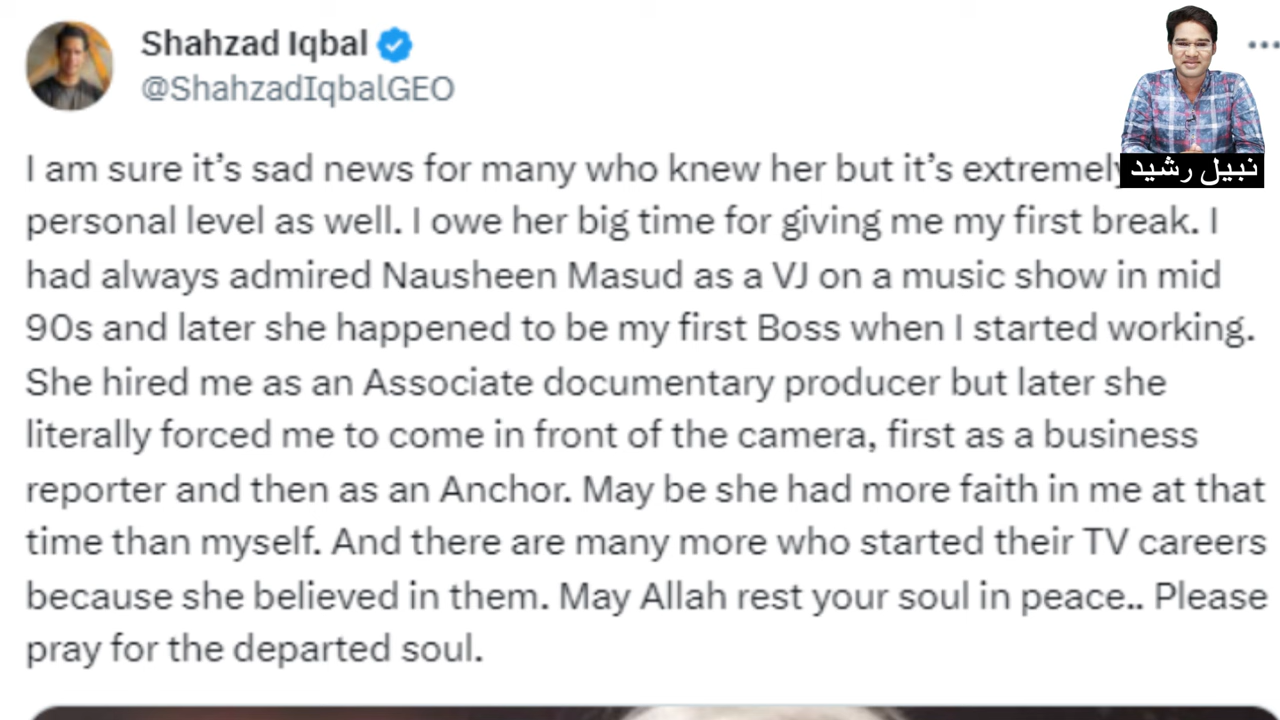 Shahzad Iqbal
@ShahzadIqbalGEO
نبیل رشید
I am sure it’s sad news for many who knew her but it’s extremely
personal level as well. I owe her big time for giving me my first break. I
had always admired Nausheen Masud as a VJ on a music show in mid
90s and later she happened to be my first Boss when I started working.
She hired me as an Associate documentary producer but later she
literally forced me to come in front of the camera, first as a business
reporter and then as an Anchor. May be she had more faith in me at that
time than myself. And there are many more who started their TV careers
because she believed in them. May Allah rest your soul in peace.. Please
pray for the departed soul.